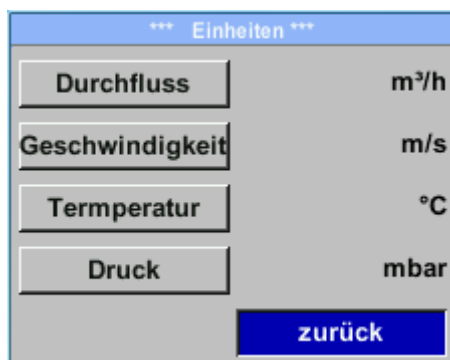 *** Einheiten ***
Durchfluss m³/h
Geschwindigkeit m/s
Termperatur °C
Druck mbar
zurück